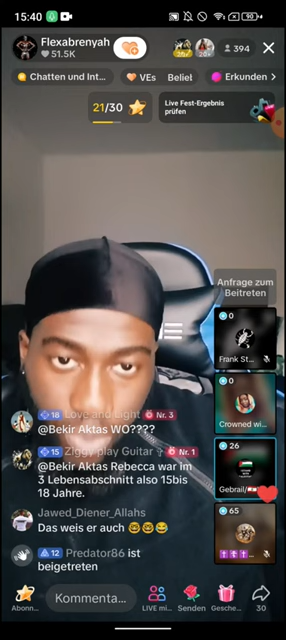 15:40
90
Flexabrenyah
51.5K
394
Chatten und Int...
VEs
Beliel
Erkunden
21/30
Live Fest-Ergebnis
prüfen
Anfrage zum
Beitreten
0
Frank St...
0
Crowned wi...
26
Gebrail/
65
18 Love and Light Nr. 3
@Bekir Aktas WO????
15 Ziggy play Guitar Nr. 1
@Bekir Aktas Rebecca war im
3 Lebensabschnitt also 15bis
18 Jahre.
Jawed_Diener_Allahs
Das weis er auch 🤓🤓😂
12 Predator86 ist
beigetreten
Abonn...
Kommenta...
LIVE mi...
Senden
Gesche...
30